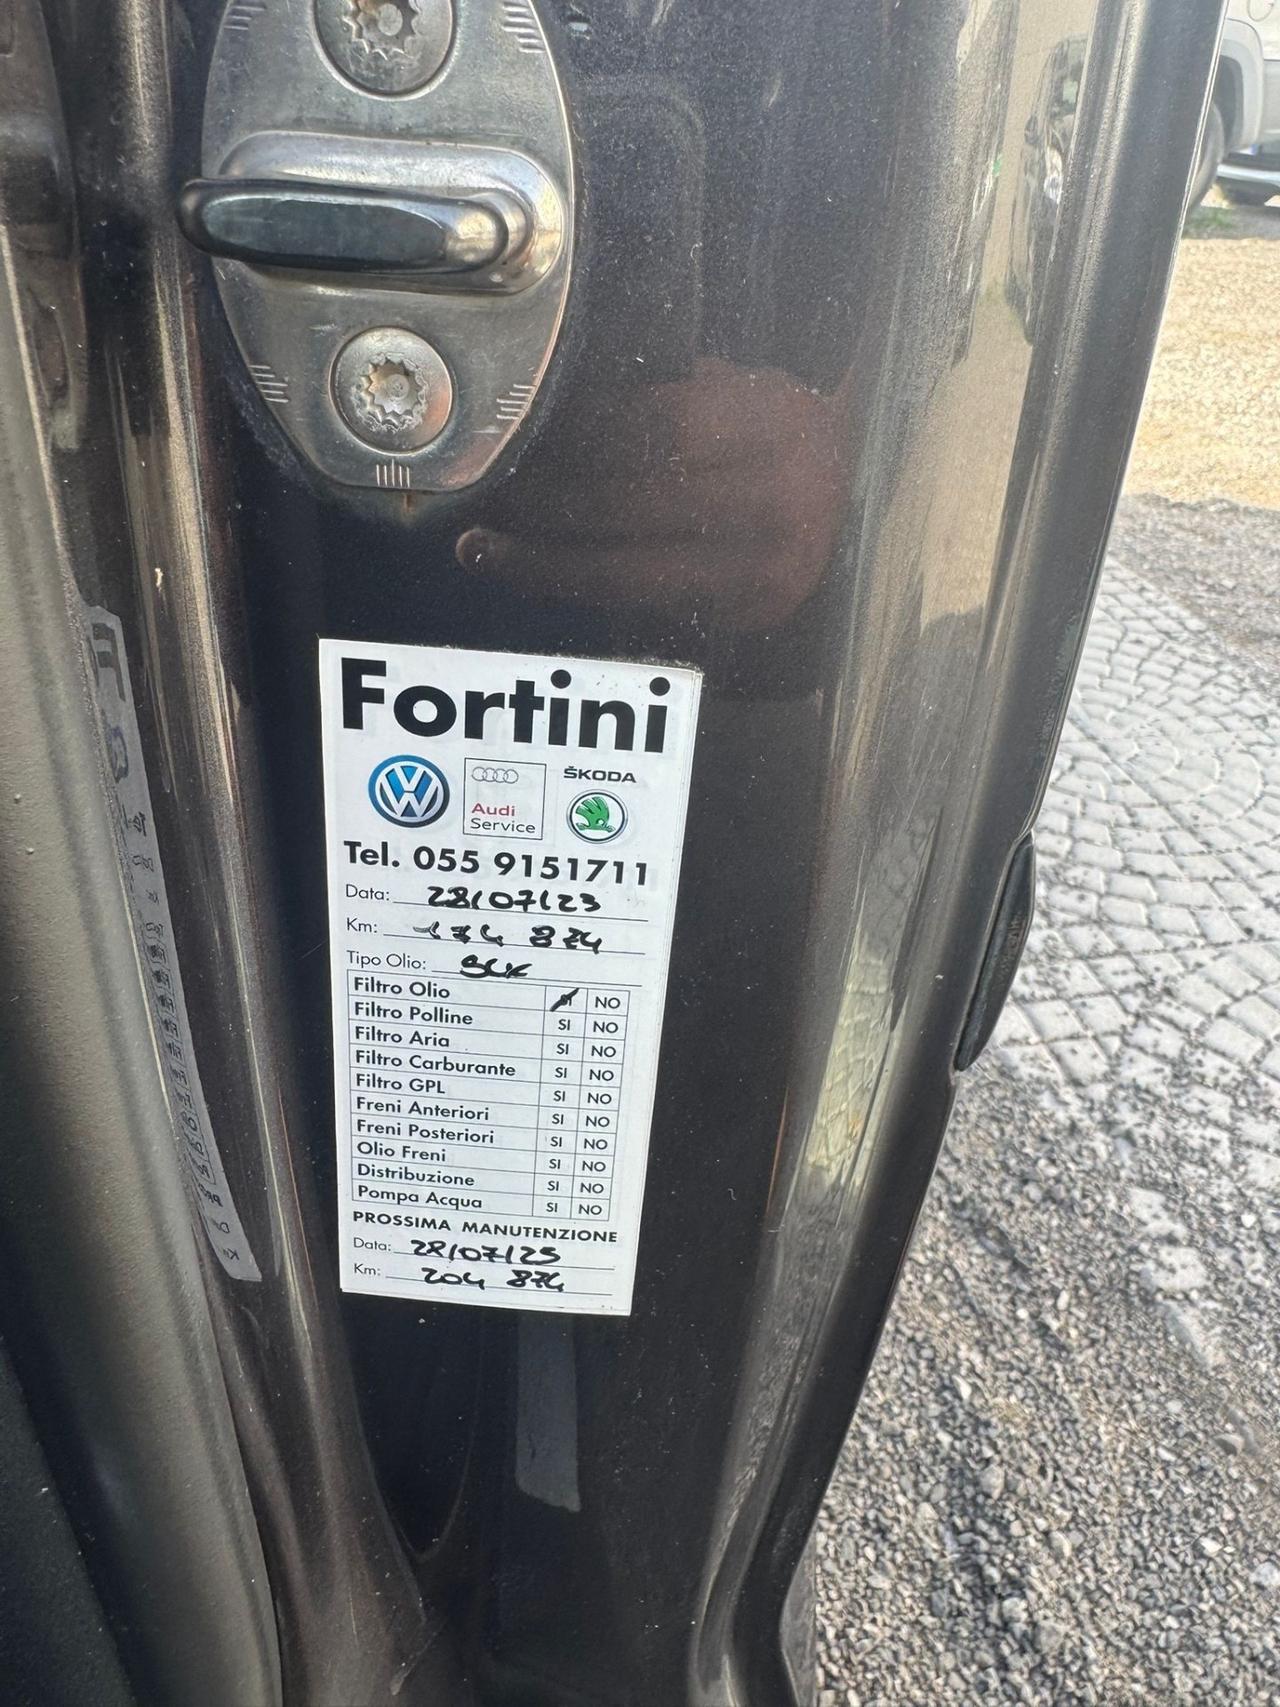 Fortini
Audi
Service
ŠKODA
Tel. 055 9151711
Data: 28/07/23
Km: 174 874
Tipo Olio:
Filtro Olio SI NO
Filtro Polline SI NO
Filtro Aria SI NO
Filtro Carburante SI NO
Filtro GPL SI NO
Freni Anteriori SI NO
Freni Posteriori SI NO
Olio Freni SI NO
Distribuzione SI NO
Pompa Acqua SI NO
PROSSIMA MANUTENZIONE
Data: 28/07/25
Km: 204 874